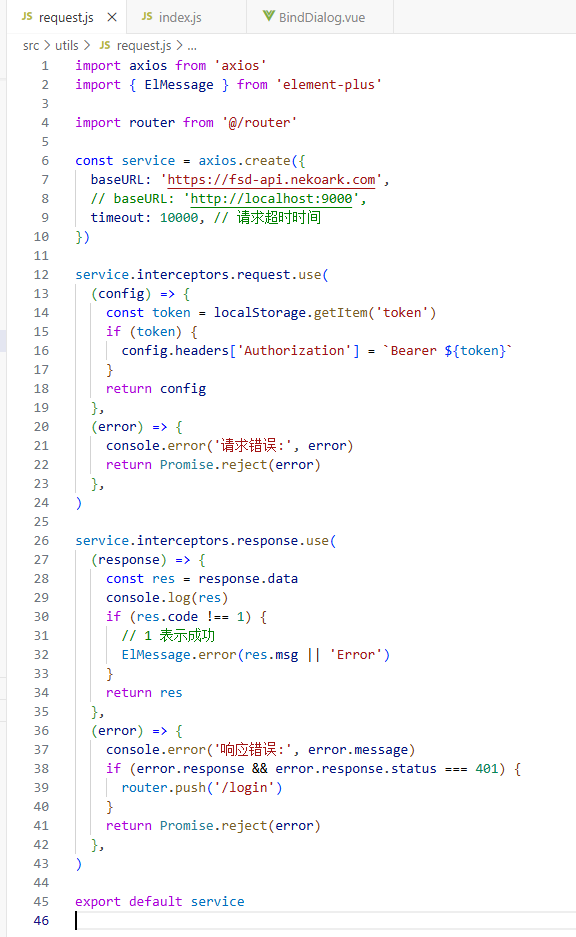 JS request.js ×
JS index.js
BindDialog.vue
src > utils > JS request.js > ...
1 import axios from 'axios'
2 import { ElMessage } from 'element-plus'
3
4 import router from '@/router'
5
6 const service = axios.create({
7   baseURL: 'https://fsd-api.nekoark.com',
8   // baseURL: 'http://localhost:9000',
9   timeout: 10000, // 请求超时时间
10 })
11
12 service.interceptors.request.use(
13   (config) => {
14     const token = localStorage.getItem('token')
15     if (token) {
16       config.headers['Authorization'] = `Bearer ${token}`
17     }
18     return config
19   },
20   (error) => {
21     console.error('请求错误:', error)
22     return Promise.reject(error)
23   },
24 )
25
26 service.interceptors.response.use(
27   (response) => {
28     const res = response.data
29     console.log(res)
30     if (res.code !== 1) {
31       // 1 表示成功
32       ElMessage.error(res.msg || 'Error')
33     }
34     return res
35   },
36   (error) => {
37     console.error('响应错误:', error.message)
38     if (error.response && error.response.status === 401) {
39       router.push('/login')
40     }
41     return Promise.reject(error)
42   },
43 )
44
45 export default service
46